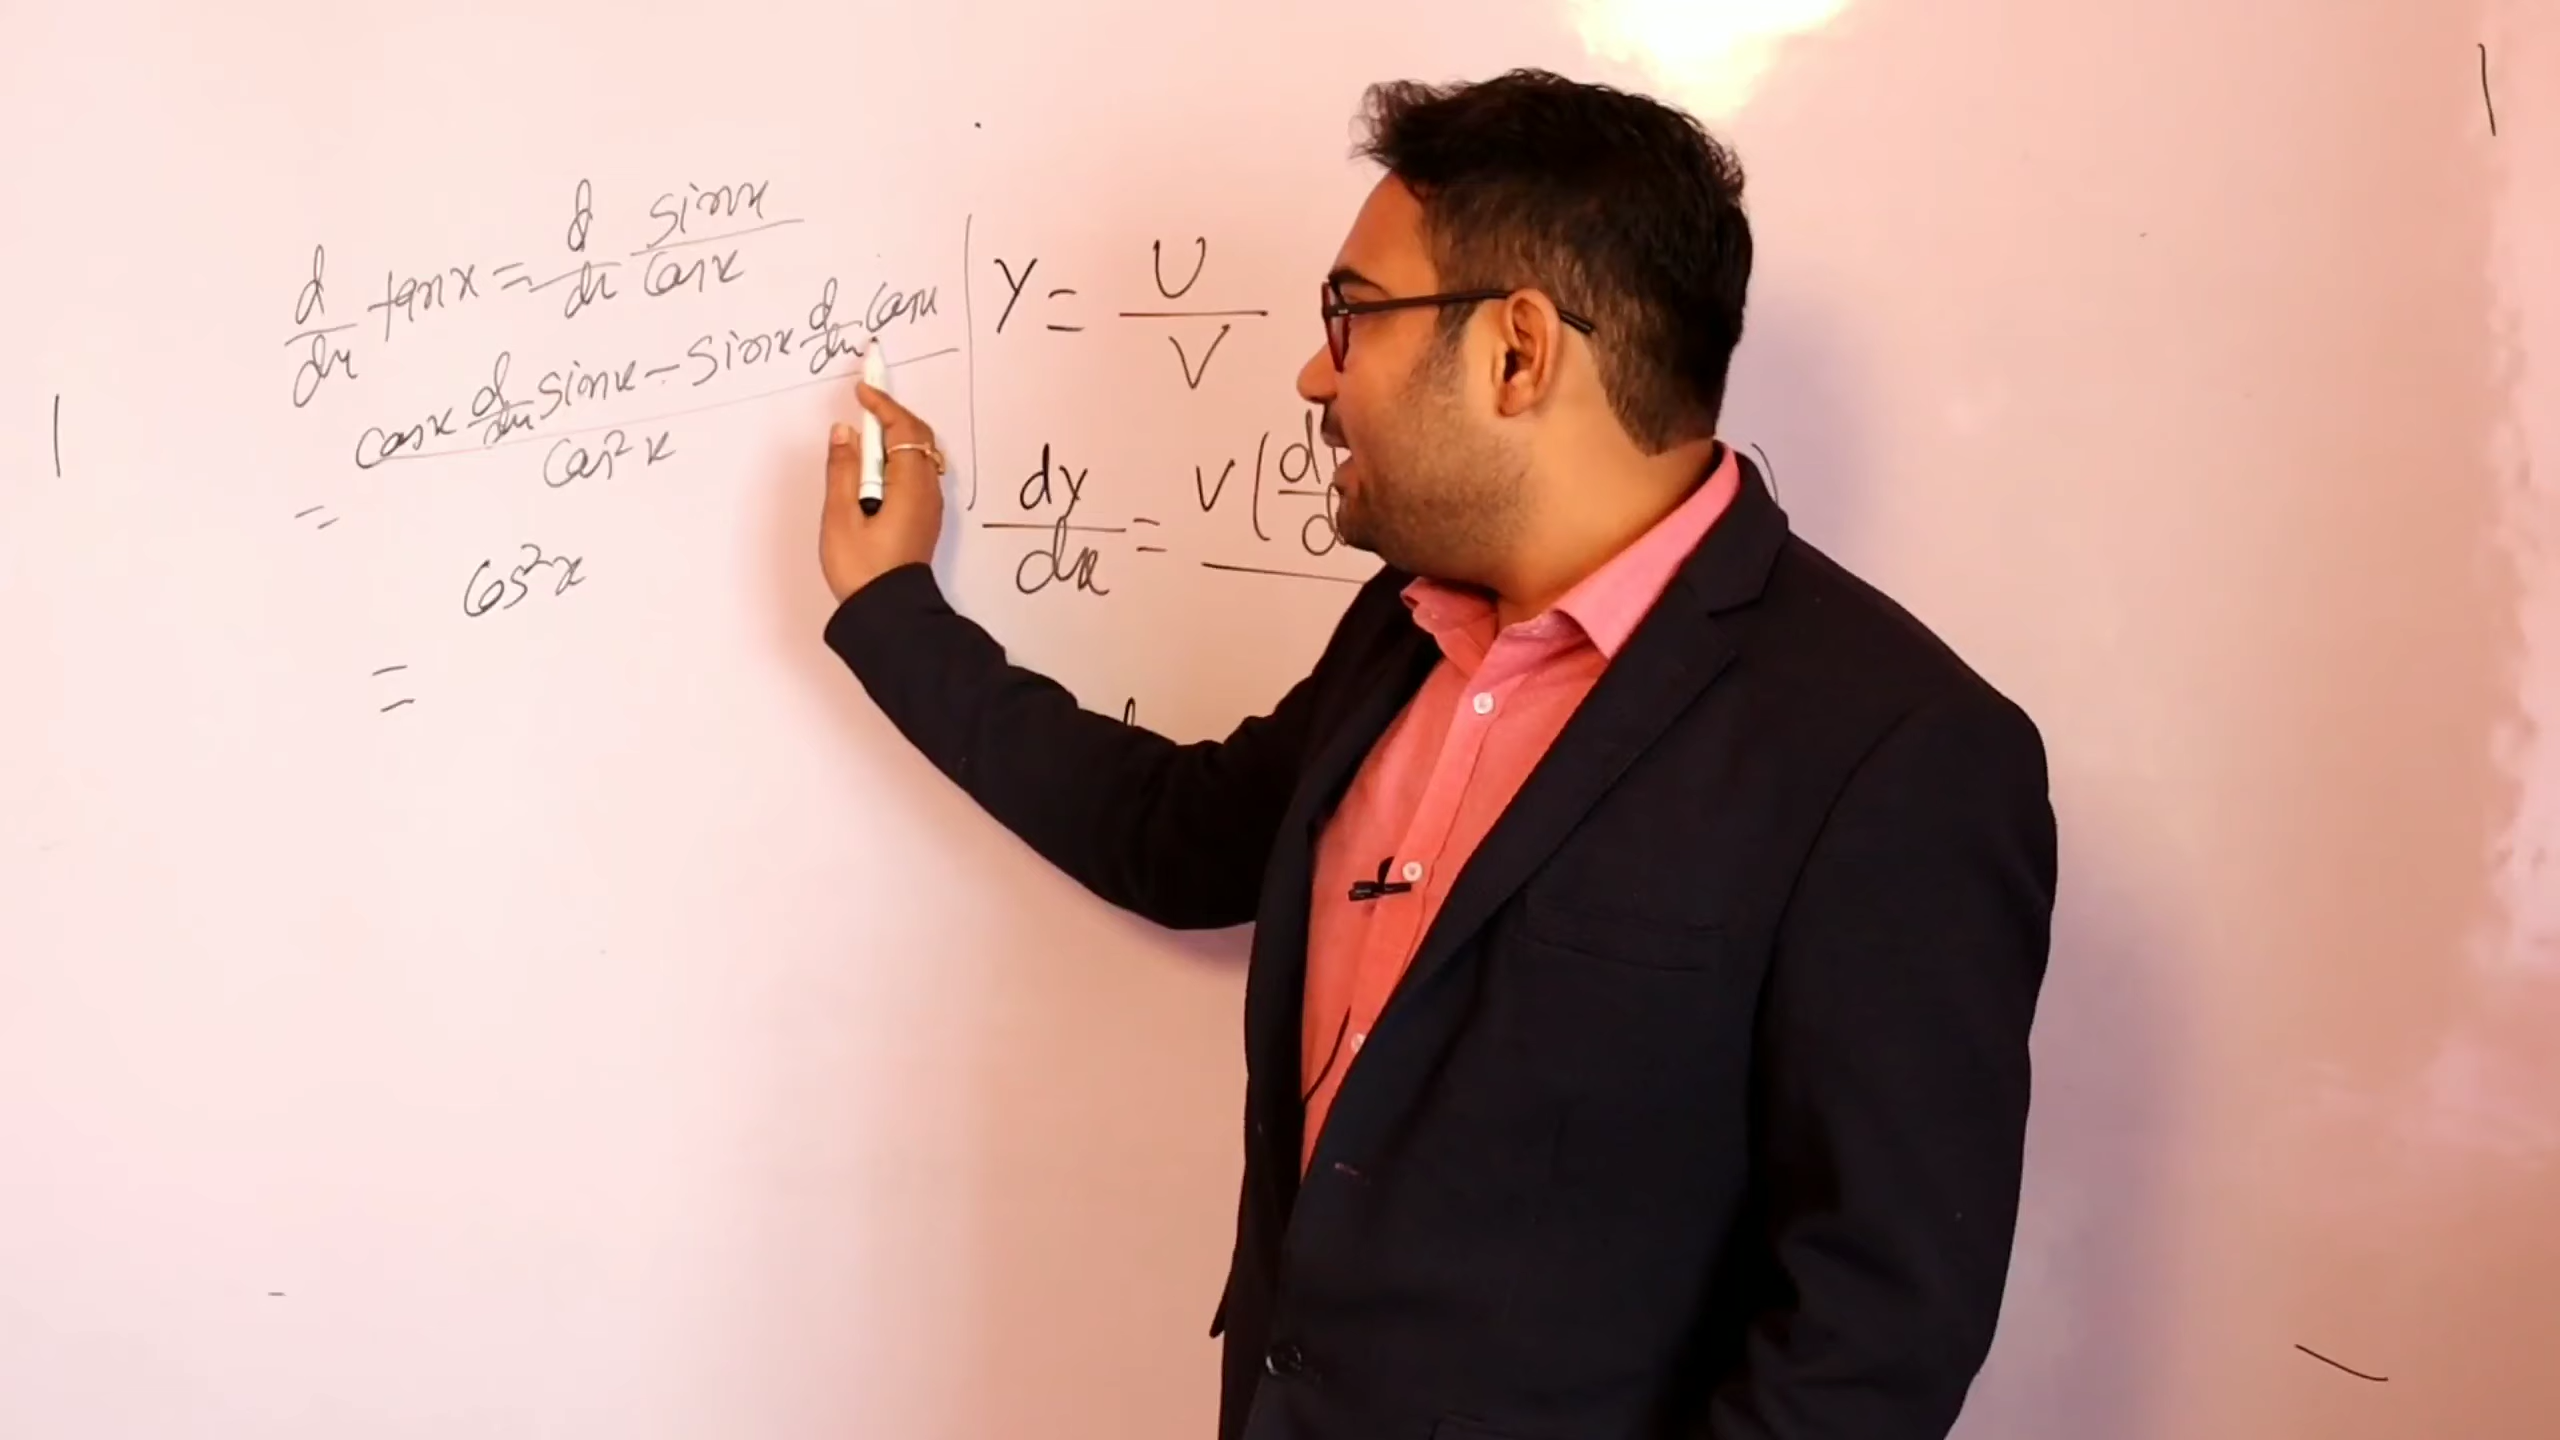 d/dx tanx = d/dx sinx/cosx
= (cosx d/dx sinx - sinx d/dx cosx)/cos²x
cos²x
=
y = U/V
dy/dx = V(d